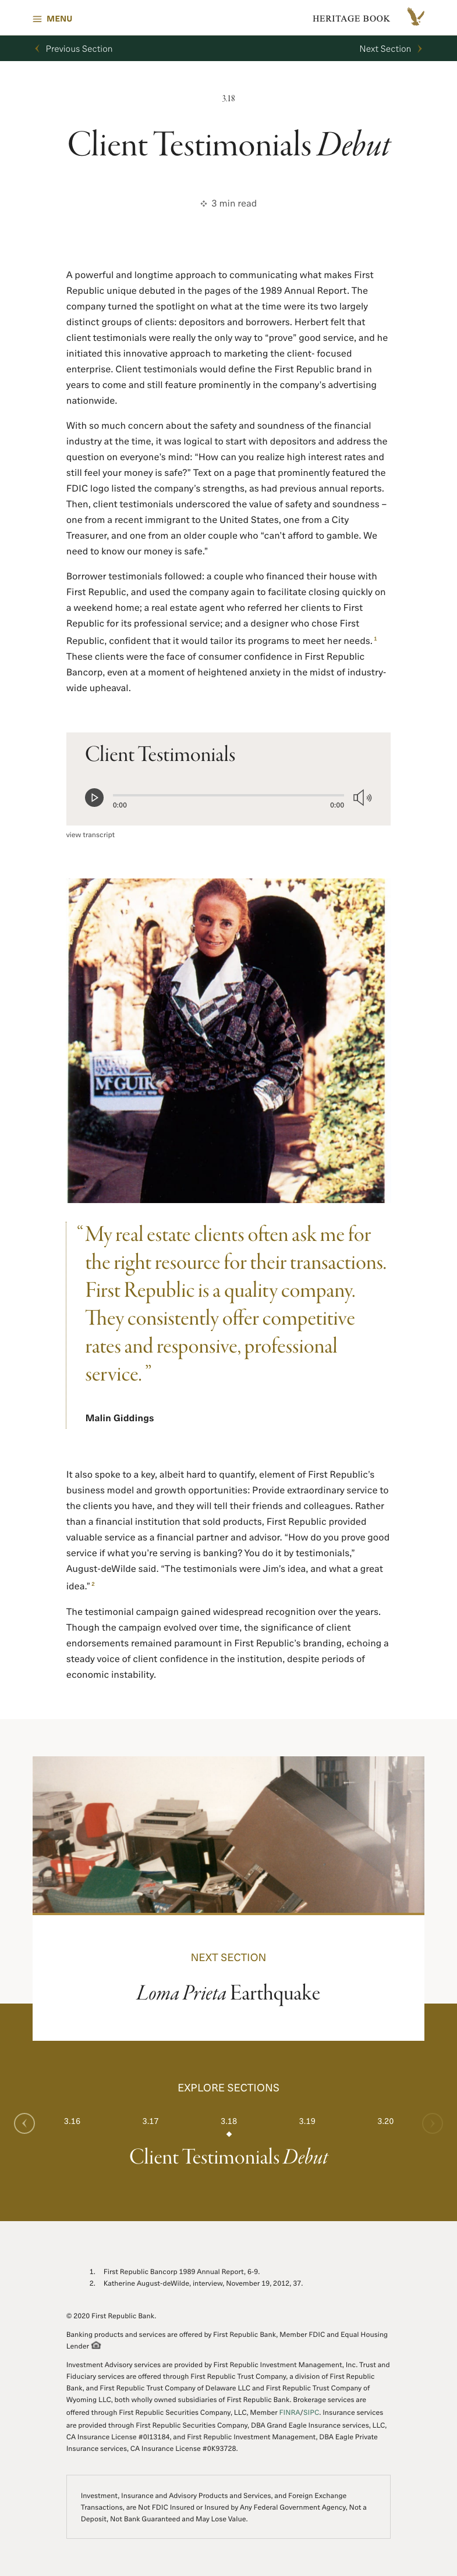 MENU
HERITAGE BOOK
Previous Section
Next Section
3.18
Client Testimonials Debut
3 min read
A powerful and longtime approach to communicating what makes First
Republic unique debuted in the pages of the 1989 Annual Report. The
company turned the spotlight on what at the time were its two largely
distinct groups of clients: depositors and borrowers. Herbert felt that
client testimonials were really the only way to “prove” good service, and he
initiated this innovative approach to marketing the client- focused
enterprise. Client testimonials would define the First Republic brand in
years to come and still feature prominently in the company’s advertising
nationwide.
With so much concern about the safety and soundness of the financial
industry at the time, it was logical to start with depositors and address the
question on everyone’s mind: “How can you realize high interest rates and
still feel your money is safe?” Text on a page that prominently featured the
FDIC logo listed the company’s strengths, as had previous annual reports.
Then, client testimonials underscored the value of safety and soundness –
one from a recent immigrant to the United States, one from a City
Treasurer, and one from an older couple who “can’t afford to gamble. We
need to know our money is safe.”
Borrower testimonials followed: a couple who financed their house with
First Republic, and used the company again to facilitate closing quickly on
a weekend home; a real estate agent who referred her clients to First
Republic for its professional service; and a designer who chose First
Republic, confident that it would tailor its programs to meet her needs. 1
These clients were the face of consumer confidence in First Republic
Bancorp, even at a moment of heightened anxiety in the midst of industry-
wide upheaval.
Client Testimonials
0:00
0:00
view transcript
McGUIRE
REAL ESTATE SINCE 1919
“My real estate clients often ask me for
the right resource for their transactions.
First Republic is a quality company.
They consistently offer competitive
rates and responsive, professional
service. ”
Malin Giddings
It also spoke to a key, albeit hard to quantify, element of First Republic’s
business model and growth opportunities: Provide extraordinary service to
the clients you have, and they will tell their friends and colleagues. Rather
than a financial institution that sold products, First Republic provided
valuable service as a financial partner and advisor. “How do you prove good
service if what you’re serving is banking? You do it by testimonials,”
August-deWilde said. “The testimonials were Jim’s idea, and what a great
idea.” 2
The testimonial campaign gained widespread recognition over the years.
Though the campaign evolved over time, the significance of client
endorsements remained paramount in First Republic’s branding, echoing a
steady voice of client confidence in the institution, despite periods of
economic instability.
NEXT SECTION
Loma Prieta Earthquake
EXPLORE SECTIONS
3.16
3.17
3.18
3.19
3.20
Client Testimonials Debut
1. First Republic Bancorp 1989 Annual Report, 6-9.
2. Katherine August-deWilde, interview, November 19, 2012, 37.
© 2020 First Republic Bank.
Banking products and services are offered by First Republic Bank, Member FDIC and Equal Housing
Lender
Investment Advisory services are provided by First Republic Investment Management, Inc. Trust and
Fiduciary services are offered through First Republic Trust Company, a division of First Republic
Bank, and First Republic Trust Company of Delaware LLC and First Republic Trust Company of
Wyoming LLC, both wholly owned subsidiaries of First Republic Bank. Brokerage services are
offered through First Republic Securities Company, LLC, Member FINRA/SIPC. Insurance services
are provided through First Republic Securities Company, DBA Grand Eagle Insurance services, LLC,
CA Insurance License #0I13184, and First Republic Investment Management, DBA Eagle Private
Insurance services, CA Insurance License #0K93728.
Investment, Insurance and Advisory Products and Services, and Foreign Exchange
Transactions, are Not FDIC Insured or Insured by Any Federal Government Agency, Not a
Deposit, Not Bank Guaranteed and May Lose Value.